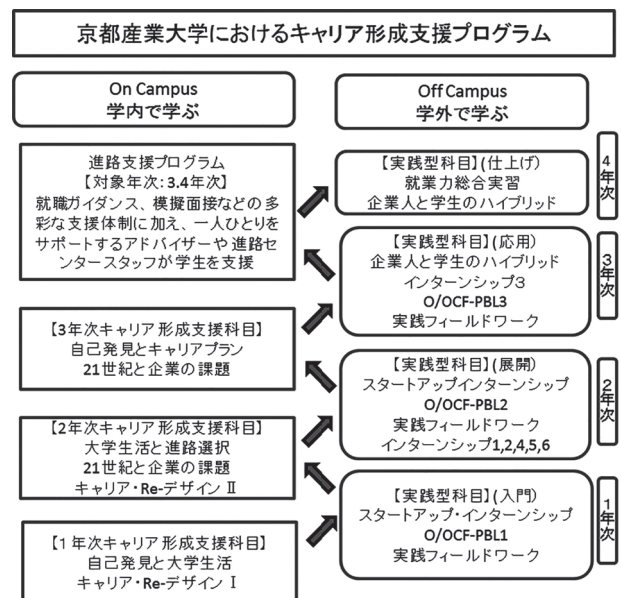 京都産業大学におけるキャリア形成支援プログラム
On Campus
学内で学ぶ
Off Campus
学外で学ぶ
進路支援プログラム
【対象年次：3.4年次】
就職ガイダンス、模擬面接などの多
彩な支援体制に加え、一人ひとりを
サポートするアドバイザーや進路セ
ンタースタッフが学生を支援
【実践型科目】(仕上げ)
就業力総合実習
企業人と学生のハイブリッド
4年次
【実践型科目】(応用)
企業人と学生のハイブリッド
インターンシップ3
O/OCF-PBL3
実践フィールドワーク
3年次
【3年次キャリア形成支援科目】
自己発見とキャリアプラン
21世紀と企業の課題
【実践型科目】(展開)
スタートアップインターンシップ
O/OCF-PBL2
実践フィールドワーク
インターンシップ1,2,4,5,6
2年次
【2年次キャリア形成支援科目】
大学生活と進路選択
21世紀と企業の課題
キャリア・Re-デザインⅡ
【実践型科目】(入門)
スタートアップ・インターンシップ
O/OCF-PBL1
実践フィールドワーク
1年次
【1年次キャリア形成支援科目】
自己発見と大学生活
キャリア・Re-デザインⅠ